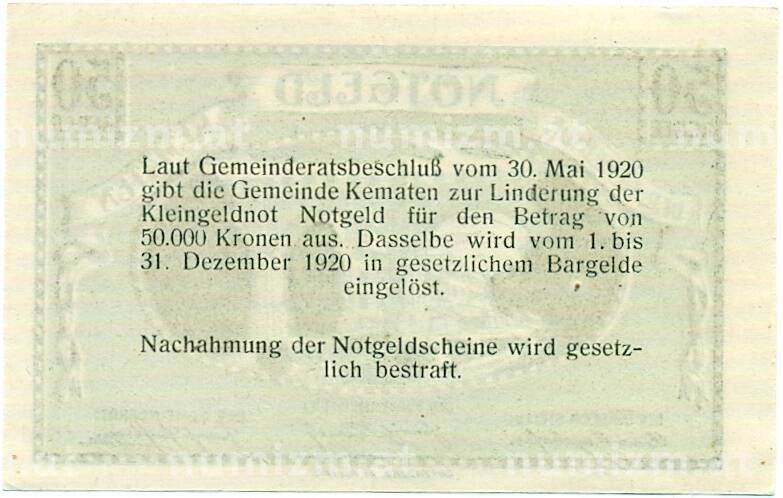 Laut Gemeinderatsbeschluß vom 30. Mai 1920
gibt die Gemeinde Kematen zur Linderung der
Kleingeldnot Notgeld für den Betrag von
50.000 Kronen aus. Dasselbe wird vom 1. bis
31. Dezember 1920 in gesetzlichem Bargelde
eingelöst.
Nachahmung der Notgeldscheine wird gesetz-
lich bestraft.